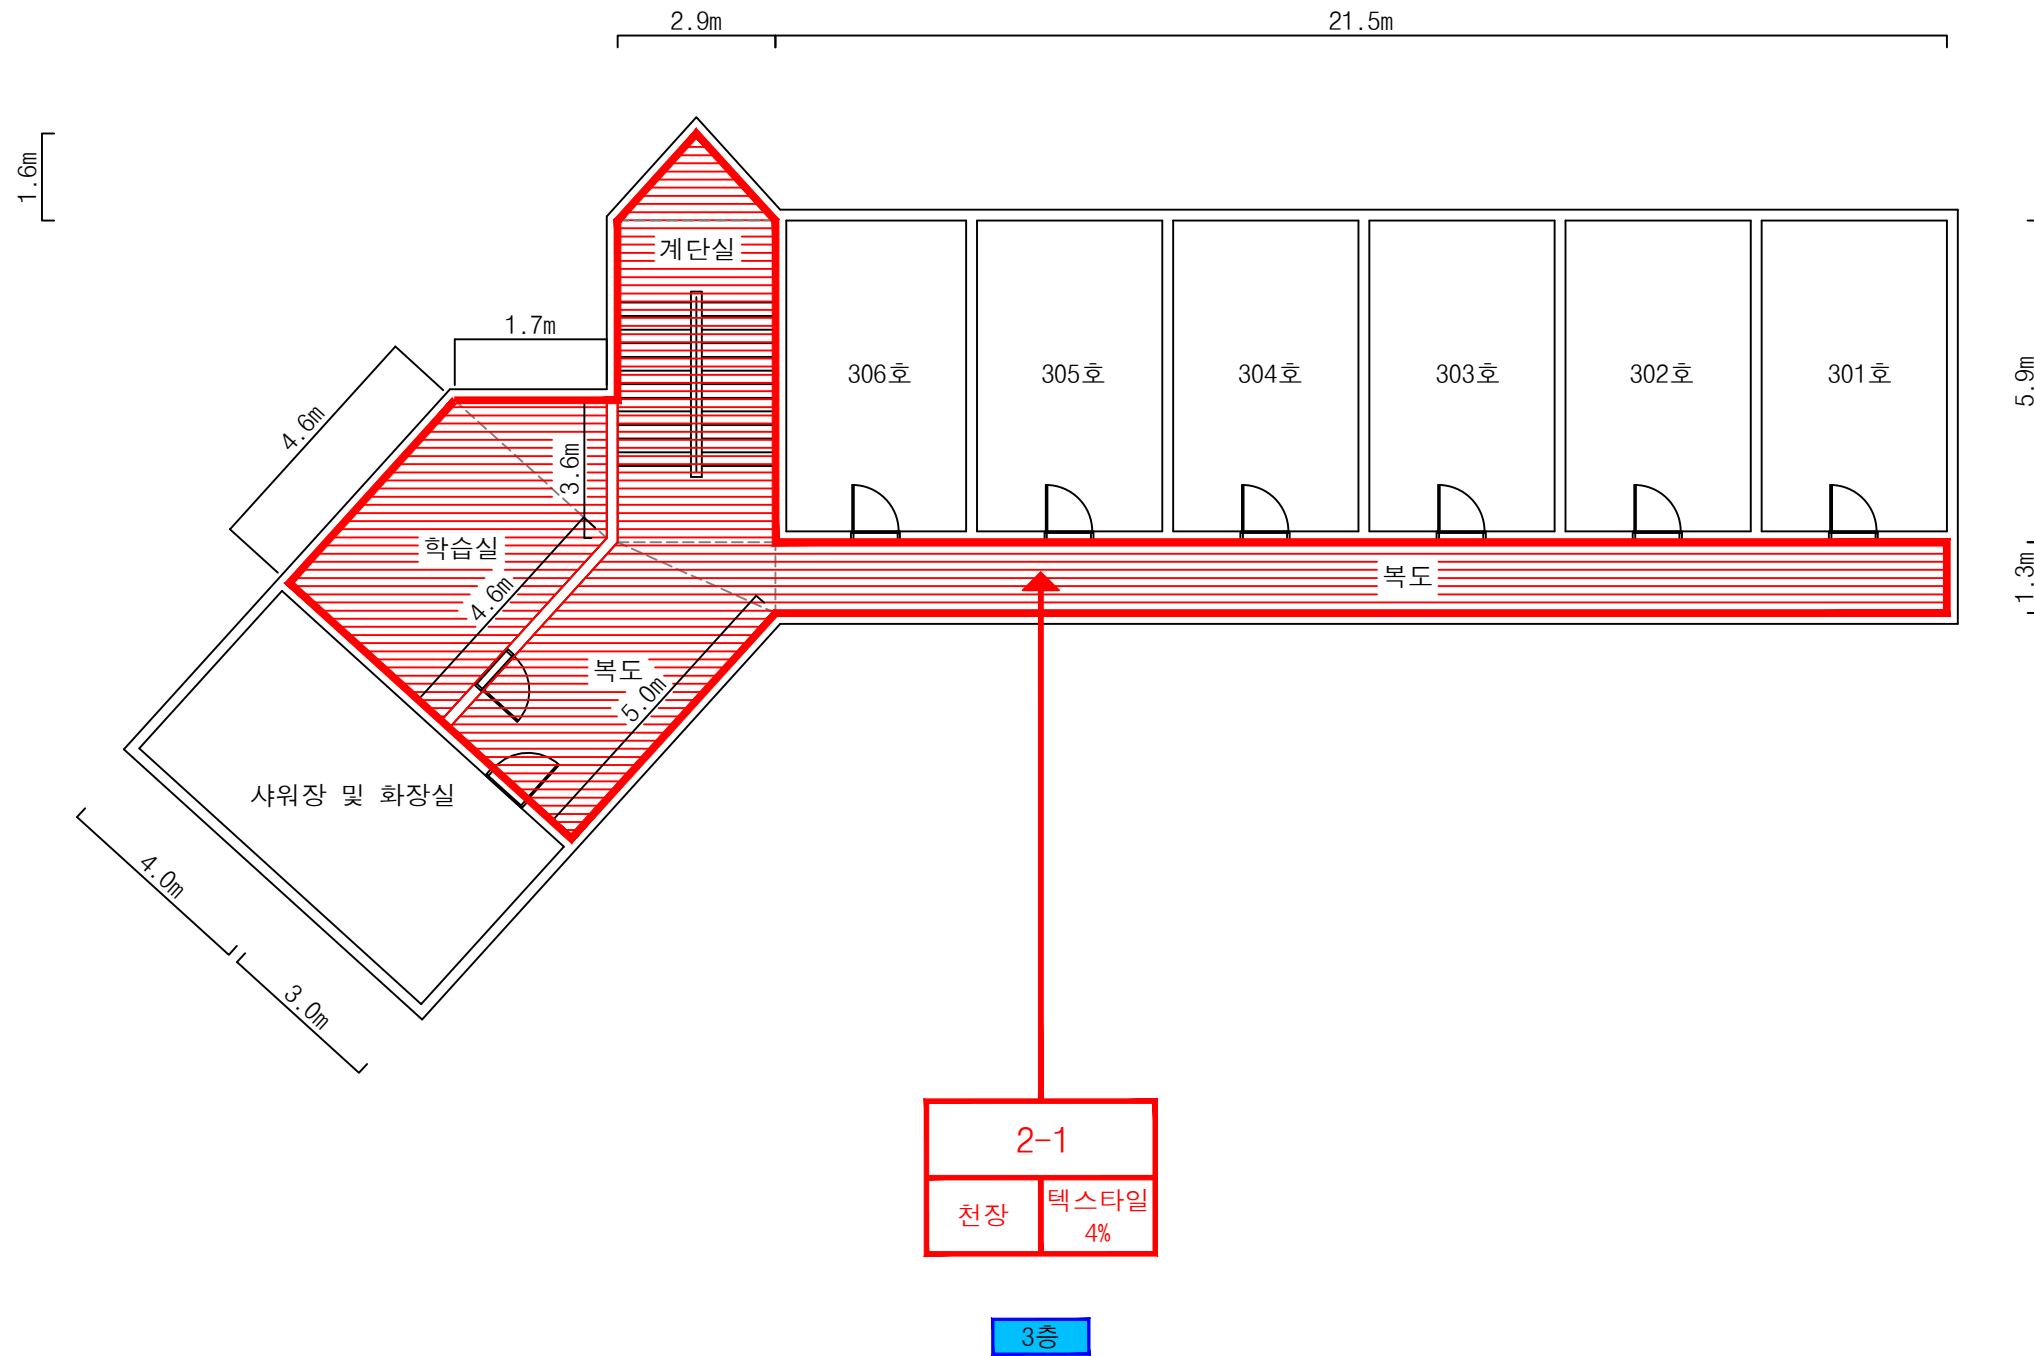 2.9m
21.5m
1.6m
계단실
1.7m
306호
305호
304호
303호
302호
301호
5.9m
4.6m
3.6m
학습실
복도
1.3m
4.6m
복도
5.0m
샤워장 및 화장실
4.0m
3.0m
2-1
천장
텍스타일
4%
3층